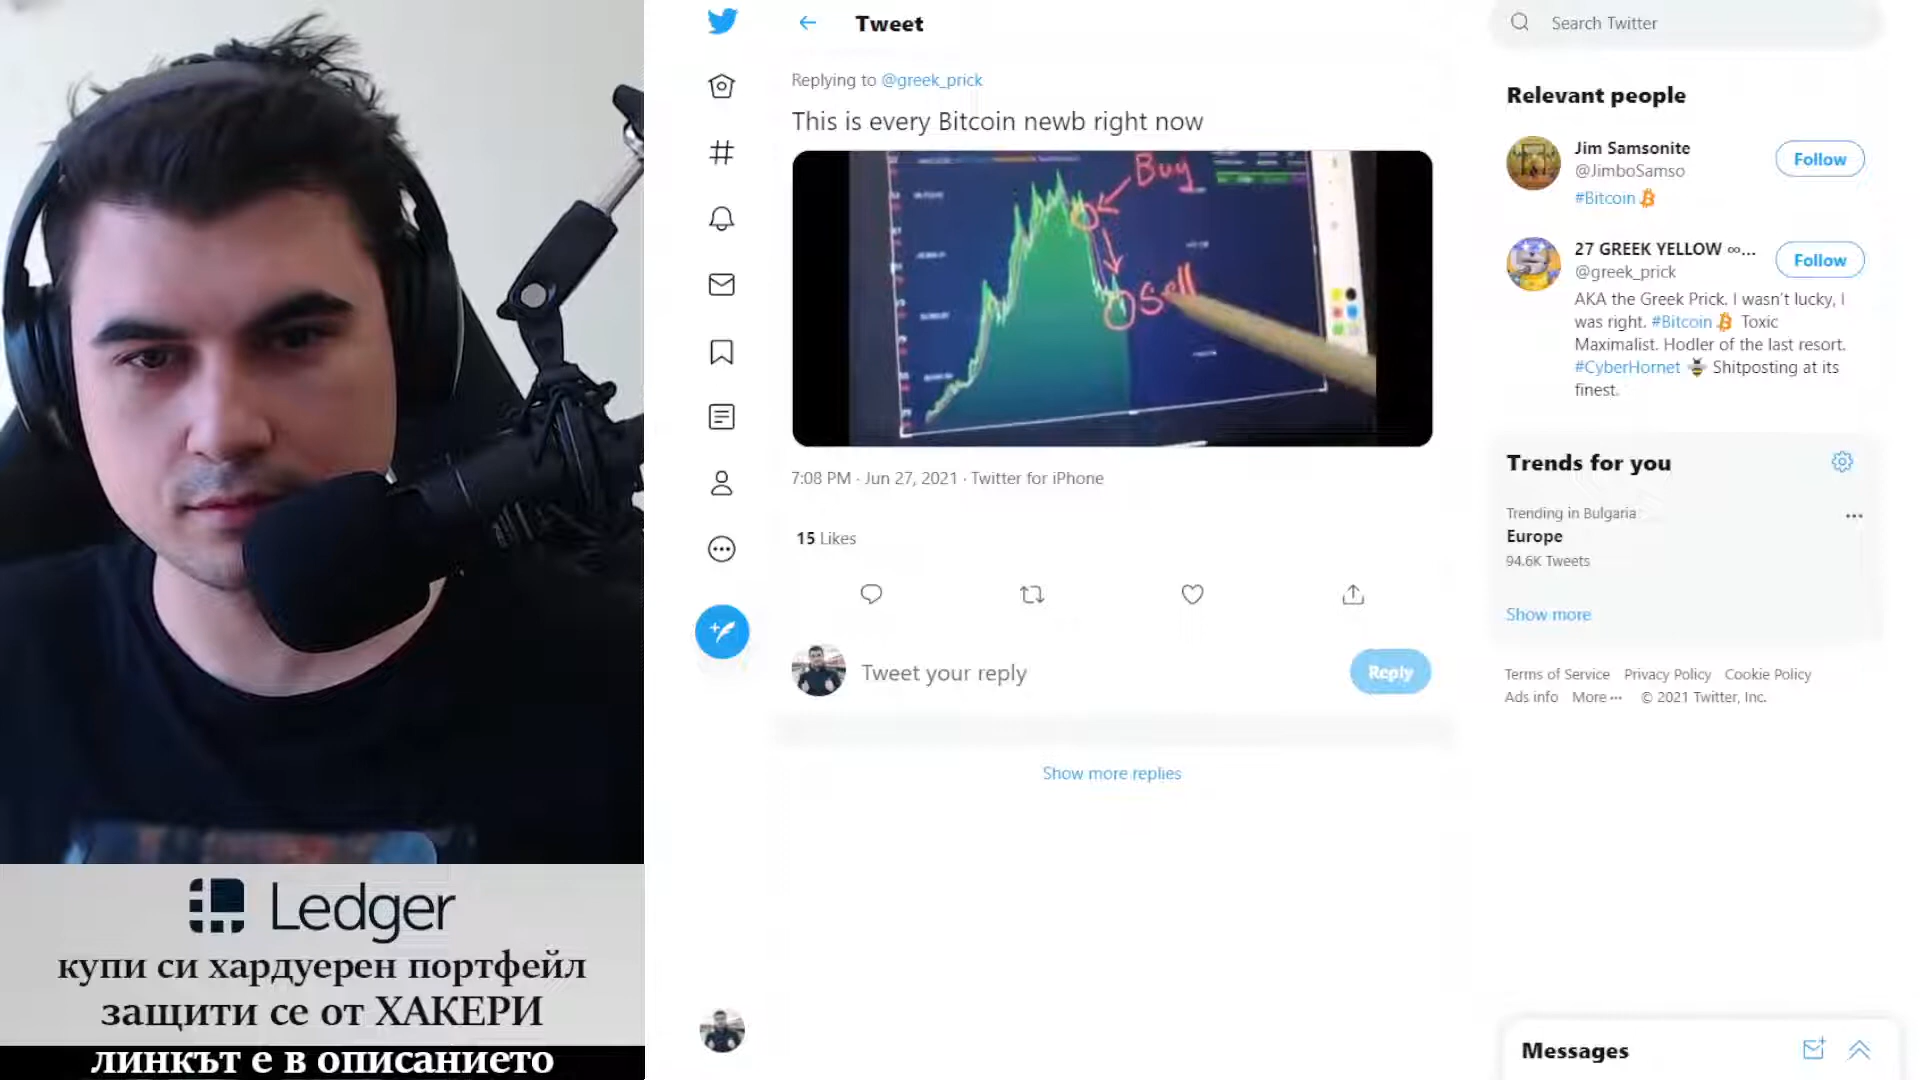 Tweet
Search Twitter
Replying to @greek_prick
This is every Bitcoin newb right now
Buy
Sell
7:08 PM · Jun 27, 2021 · Twitter for iPhone
15 Likes
Tweet your reply
Reply
Show more replies
Relevant people
Jim Samsonite
@JimboSamso
Follow
#Bitcoin
27 GREEK YELLOW ∞...
@greek_prick
Follow
AKA the Greek Prick. I wasn't lucky, I
was right. #Bitcoin Toxic
Maximalist. Hodler of the last resort.
#CyberHornet 🐝 Shitposting at its
finest.
Trends for you
Trending in Bulgaria
Europe
94.6K Tweets
Show more
Terms of Service Privacy Policy Cookie Policy
Ads info More ··· © 2021 Twitter, Inc.
Messages
Ledger
купи си хардуерен портфейл
защити се от ХАКЕРИ
линкът е в описанието